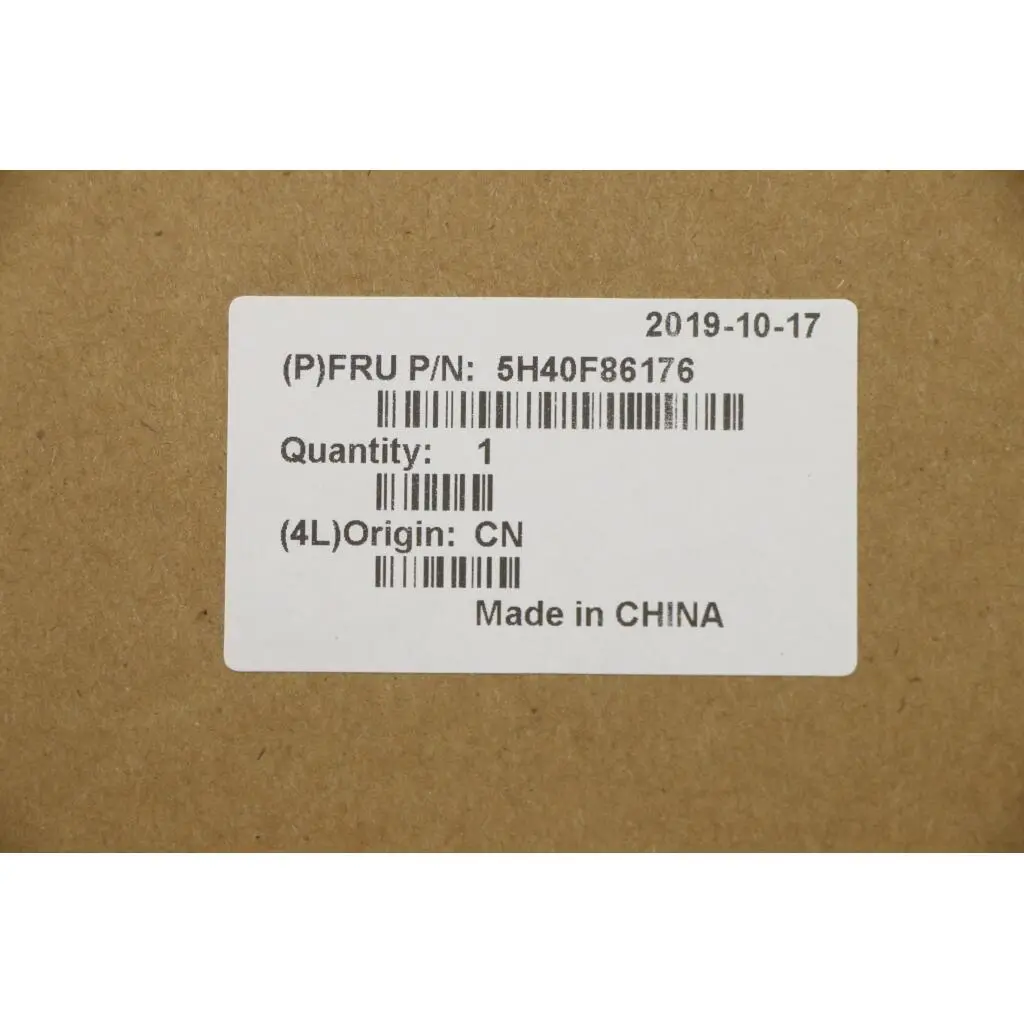 2019-10-17
(P)FRU P/N: 5H40F86176
Quantity: 1
(4L)Origin: CN
Made in CHINA